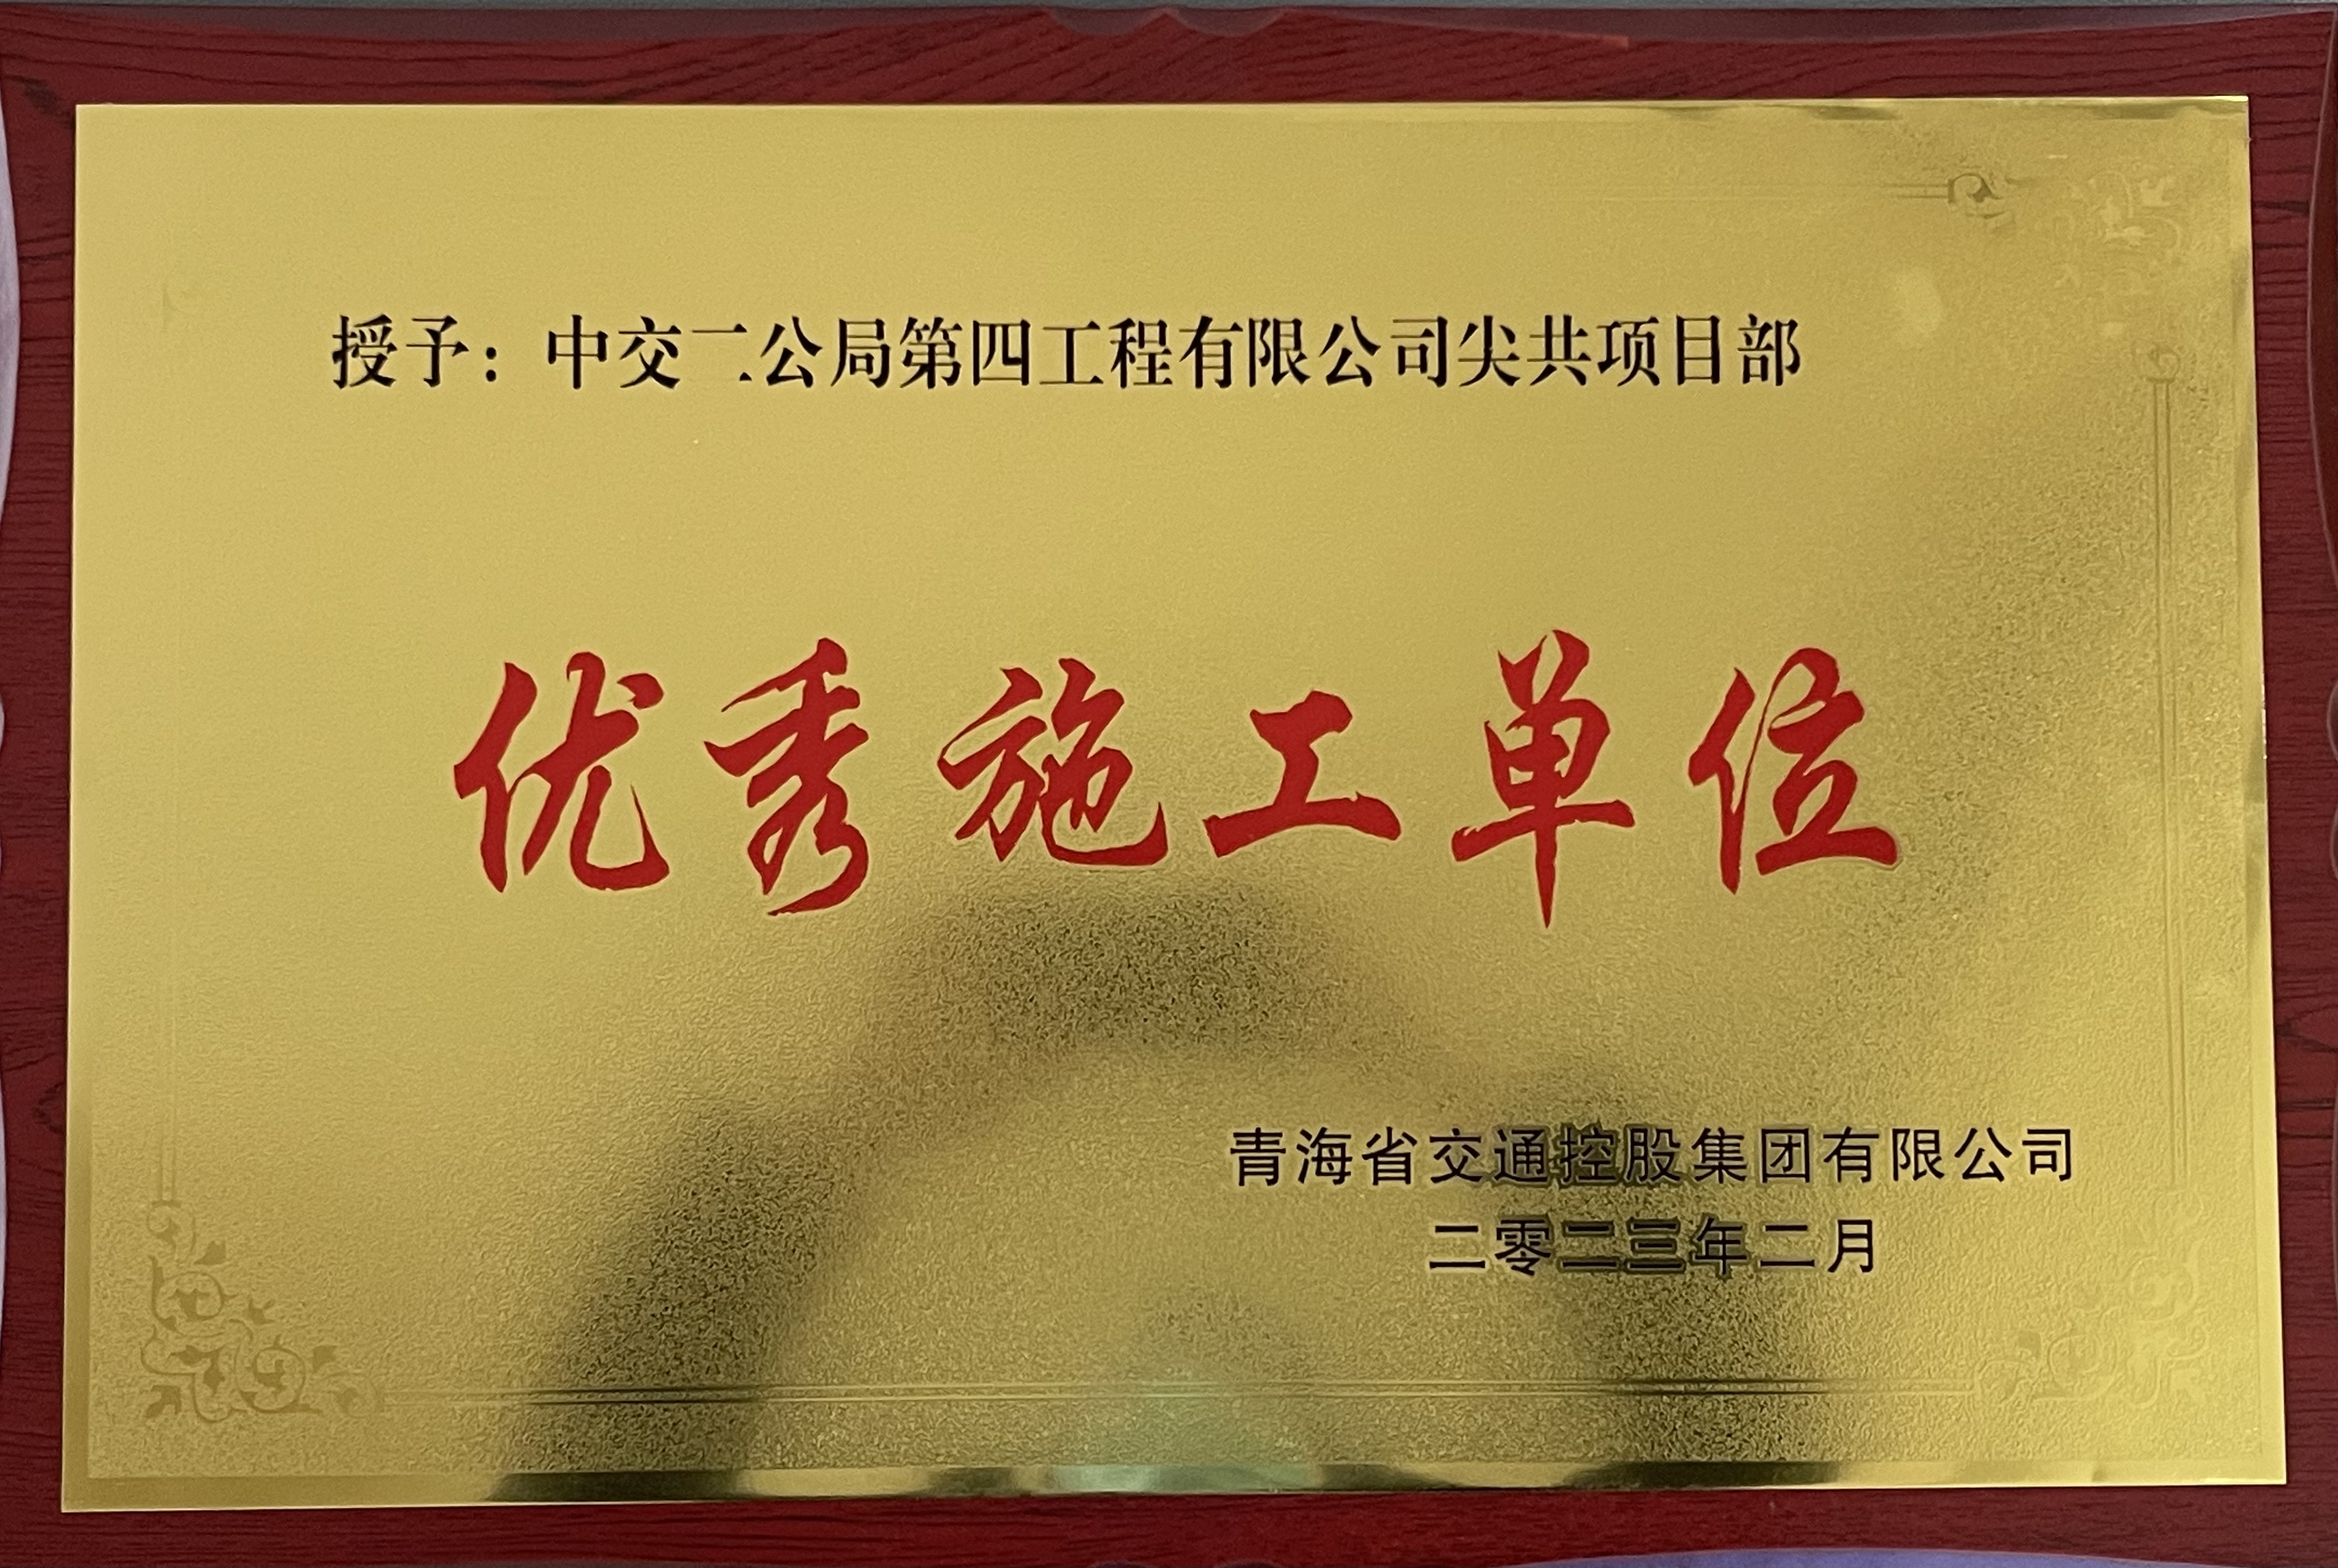 授予：中交二公局第四工程有限公司尖共项目部
优秀施工单位
青海省交通控股集团有限公司
二零二三年二月